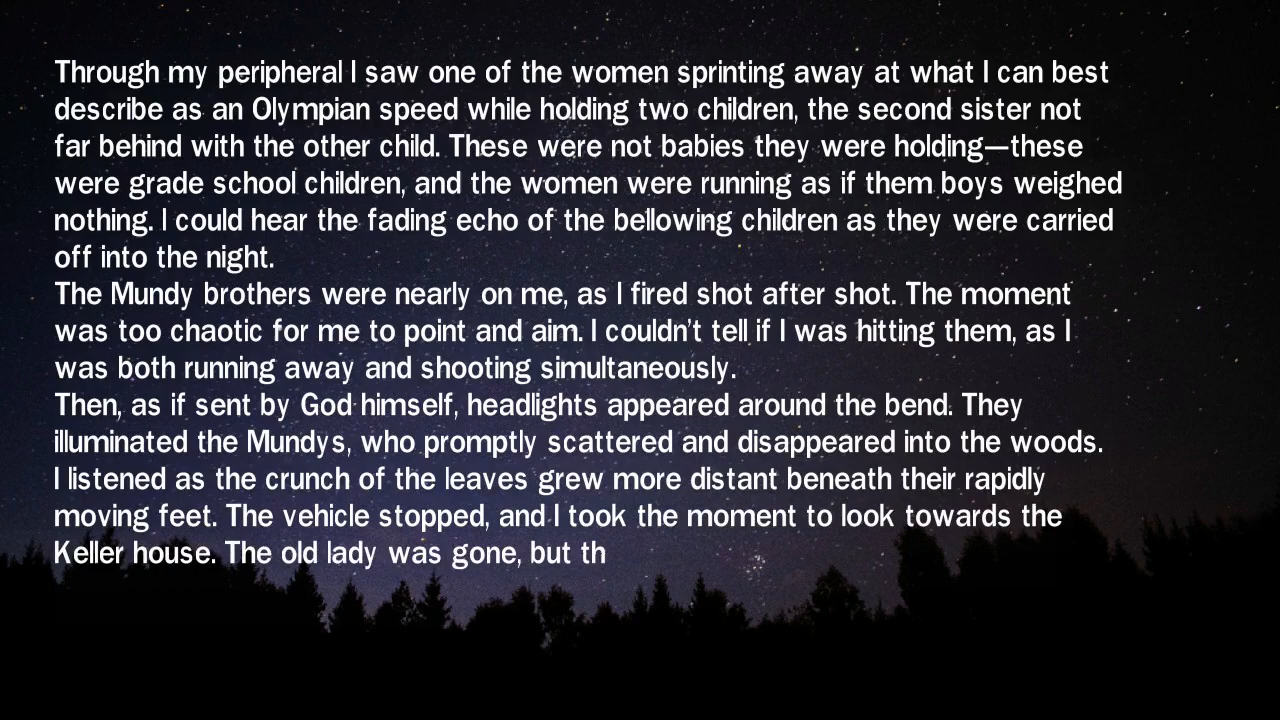 Through my peripheral I saw one of the women sprinting away at what I can best
describe as an Olympian speed while holding two children, the second sister not
far behind with the other child. These were not babies they were holding—these
were grade school children, and the women were running as if them boys weighed
nothing. I could hear the fading echo of the bellowing children as they were carried
off into the night.
The Mundy brothers were nearly on me, as I fired shot after shot. The moment
was too chaotic for me to point and aim. I couldn't tell if I was hitting them, as I
was both running away and shooting simultaneously.
Then, as if sent by God himself, headlights appeared around the bend. They
illuminated the Mundys, who promptly scattered and disappeared into the woods.
I listened as the crunch of the leaves grew more distant beneath their rapidly
moving feet. The vehicle stopped, and I took the moment to look towards the
Keller house. The old lady was gone, but th